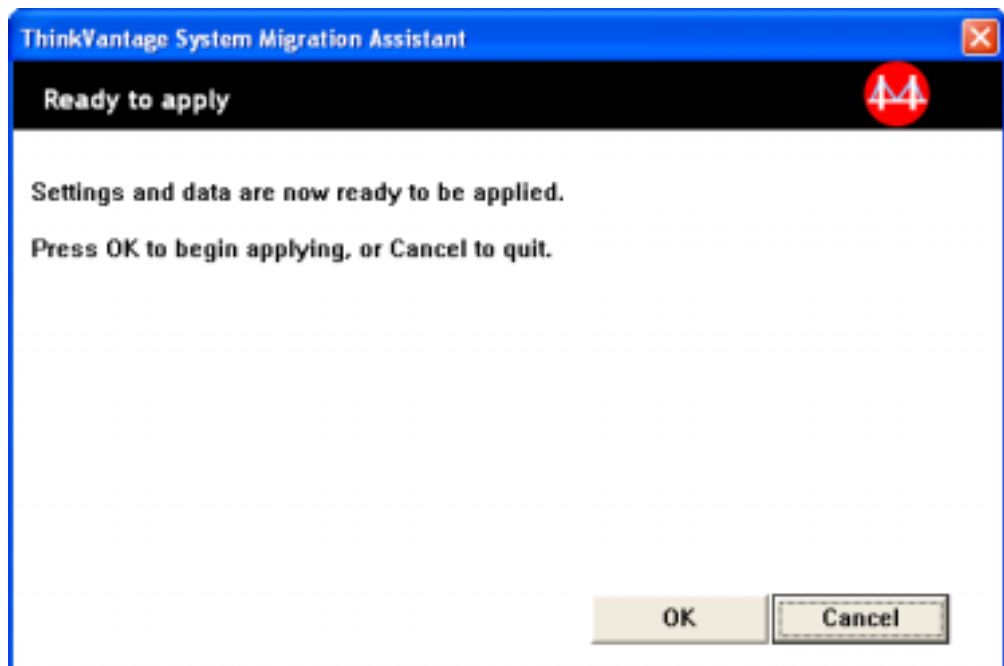 ThinkVantage System Migration Assistant
Ready to apply
Settings and data are now ready to be applied.
Press OK to begin applying, or Cancel to quit.
OK
Cancel